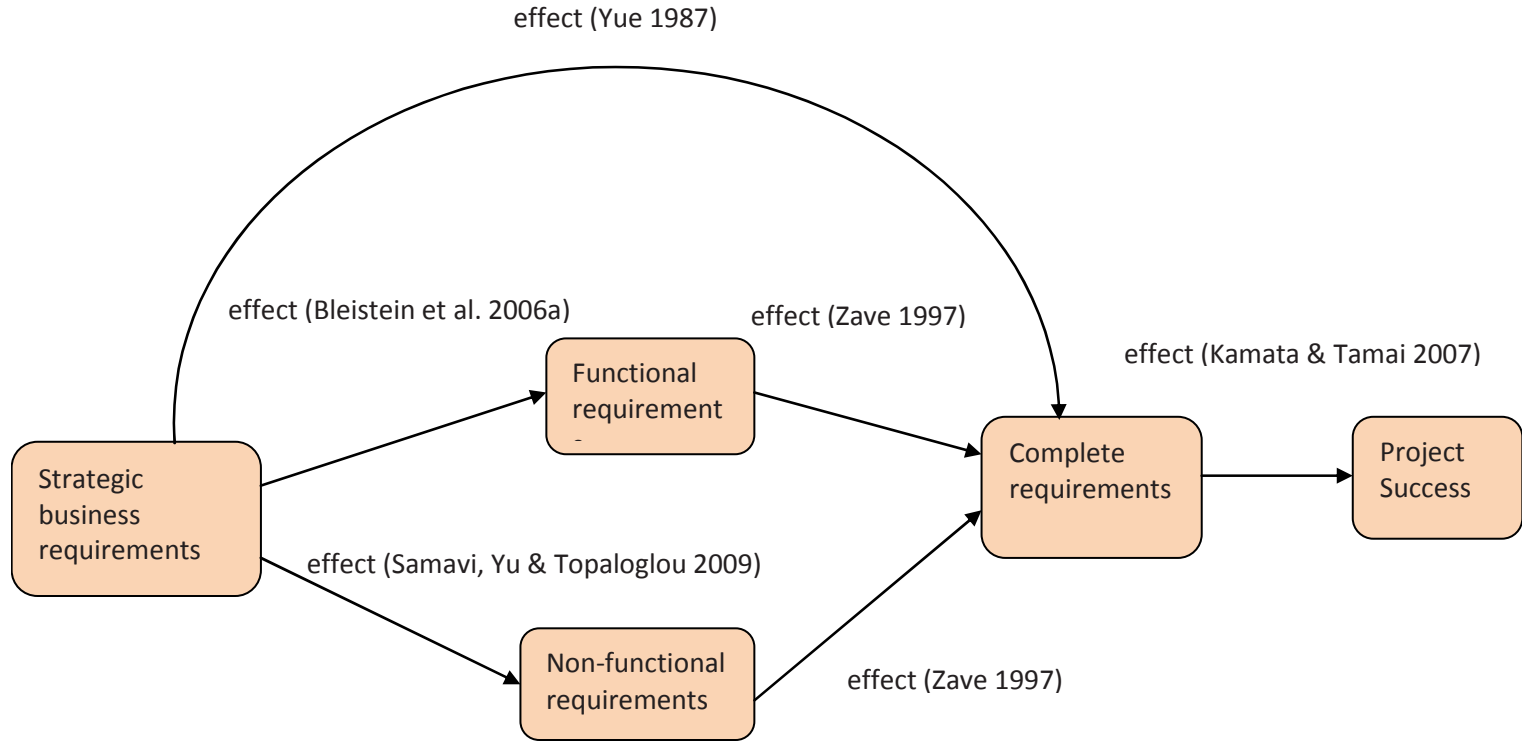 effect (Yue 1987)
effect (Bleistein et al. 2006a)
effect (Zave 1997)
effect (Kamata & Tamai 2007)
Functional
requirement
Complete
requirements
Project
Success
Strategic
business
requirements
effect (Samavi, Yu & Topaloglou 2009)
Non-functional
requirements
effect (Zave 1997)